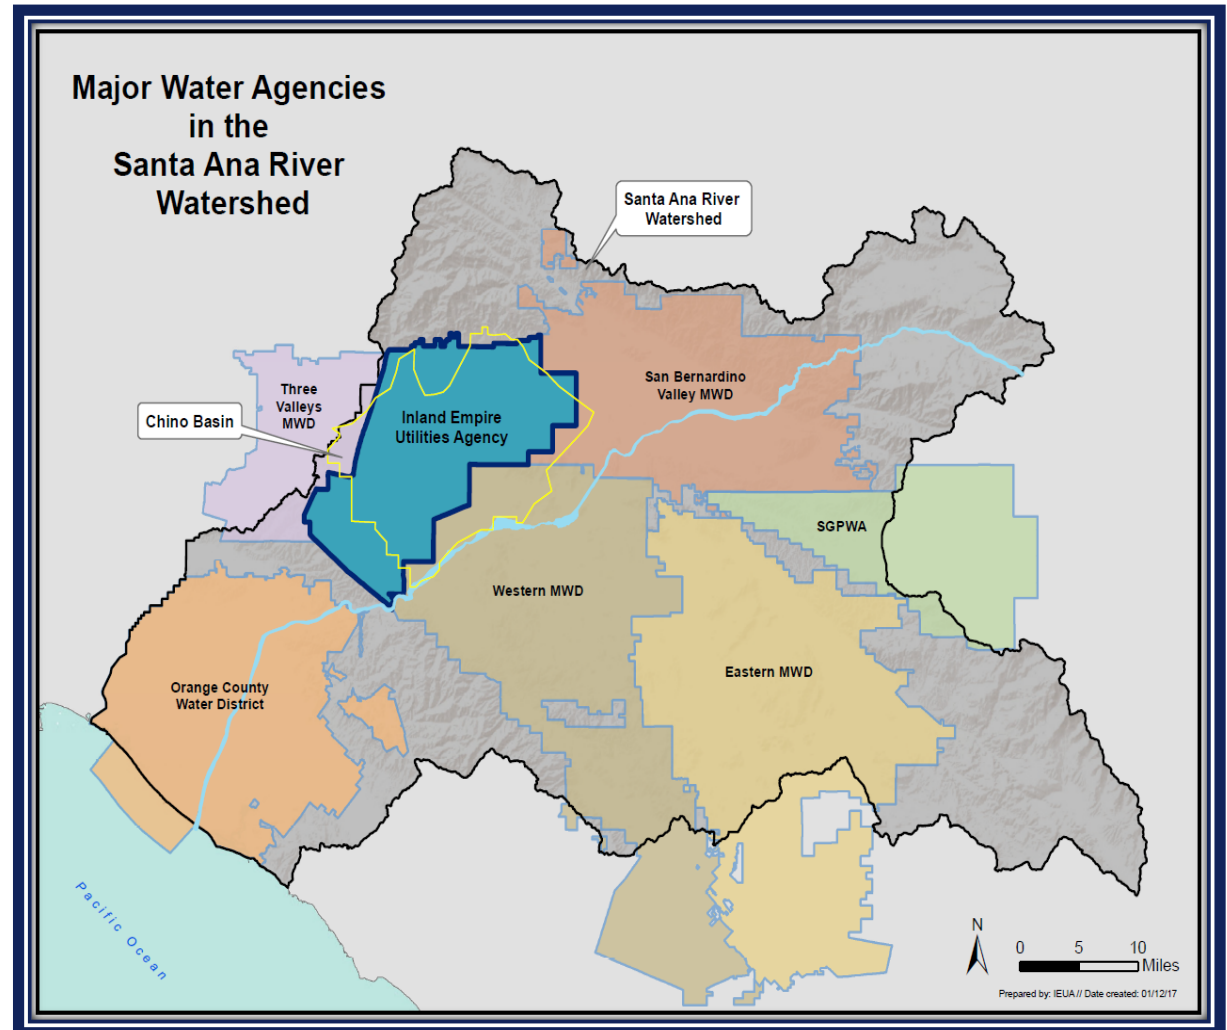 Major Water Agencies
in the
Santa Ana River
Watershed
Santa Ana River
Watershed
Three
Valleys
MWD
San Bernardino
Valley MWD
Chino Basin
Inland Empire
Utilities Agency
SGPWA
Western MWD
Eastern MWD
Orange County
Water District
Pacific Ocean
N
0 5 10
Miles
Prepared by: IEUA // Date created: 01/12/17